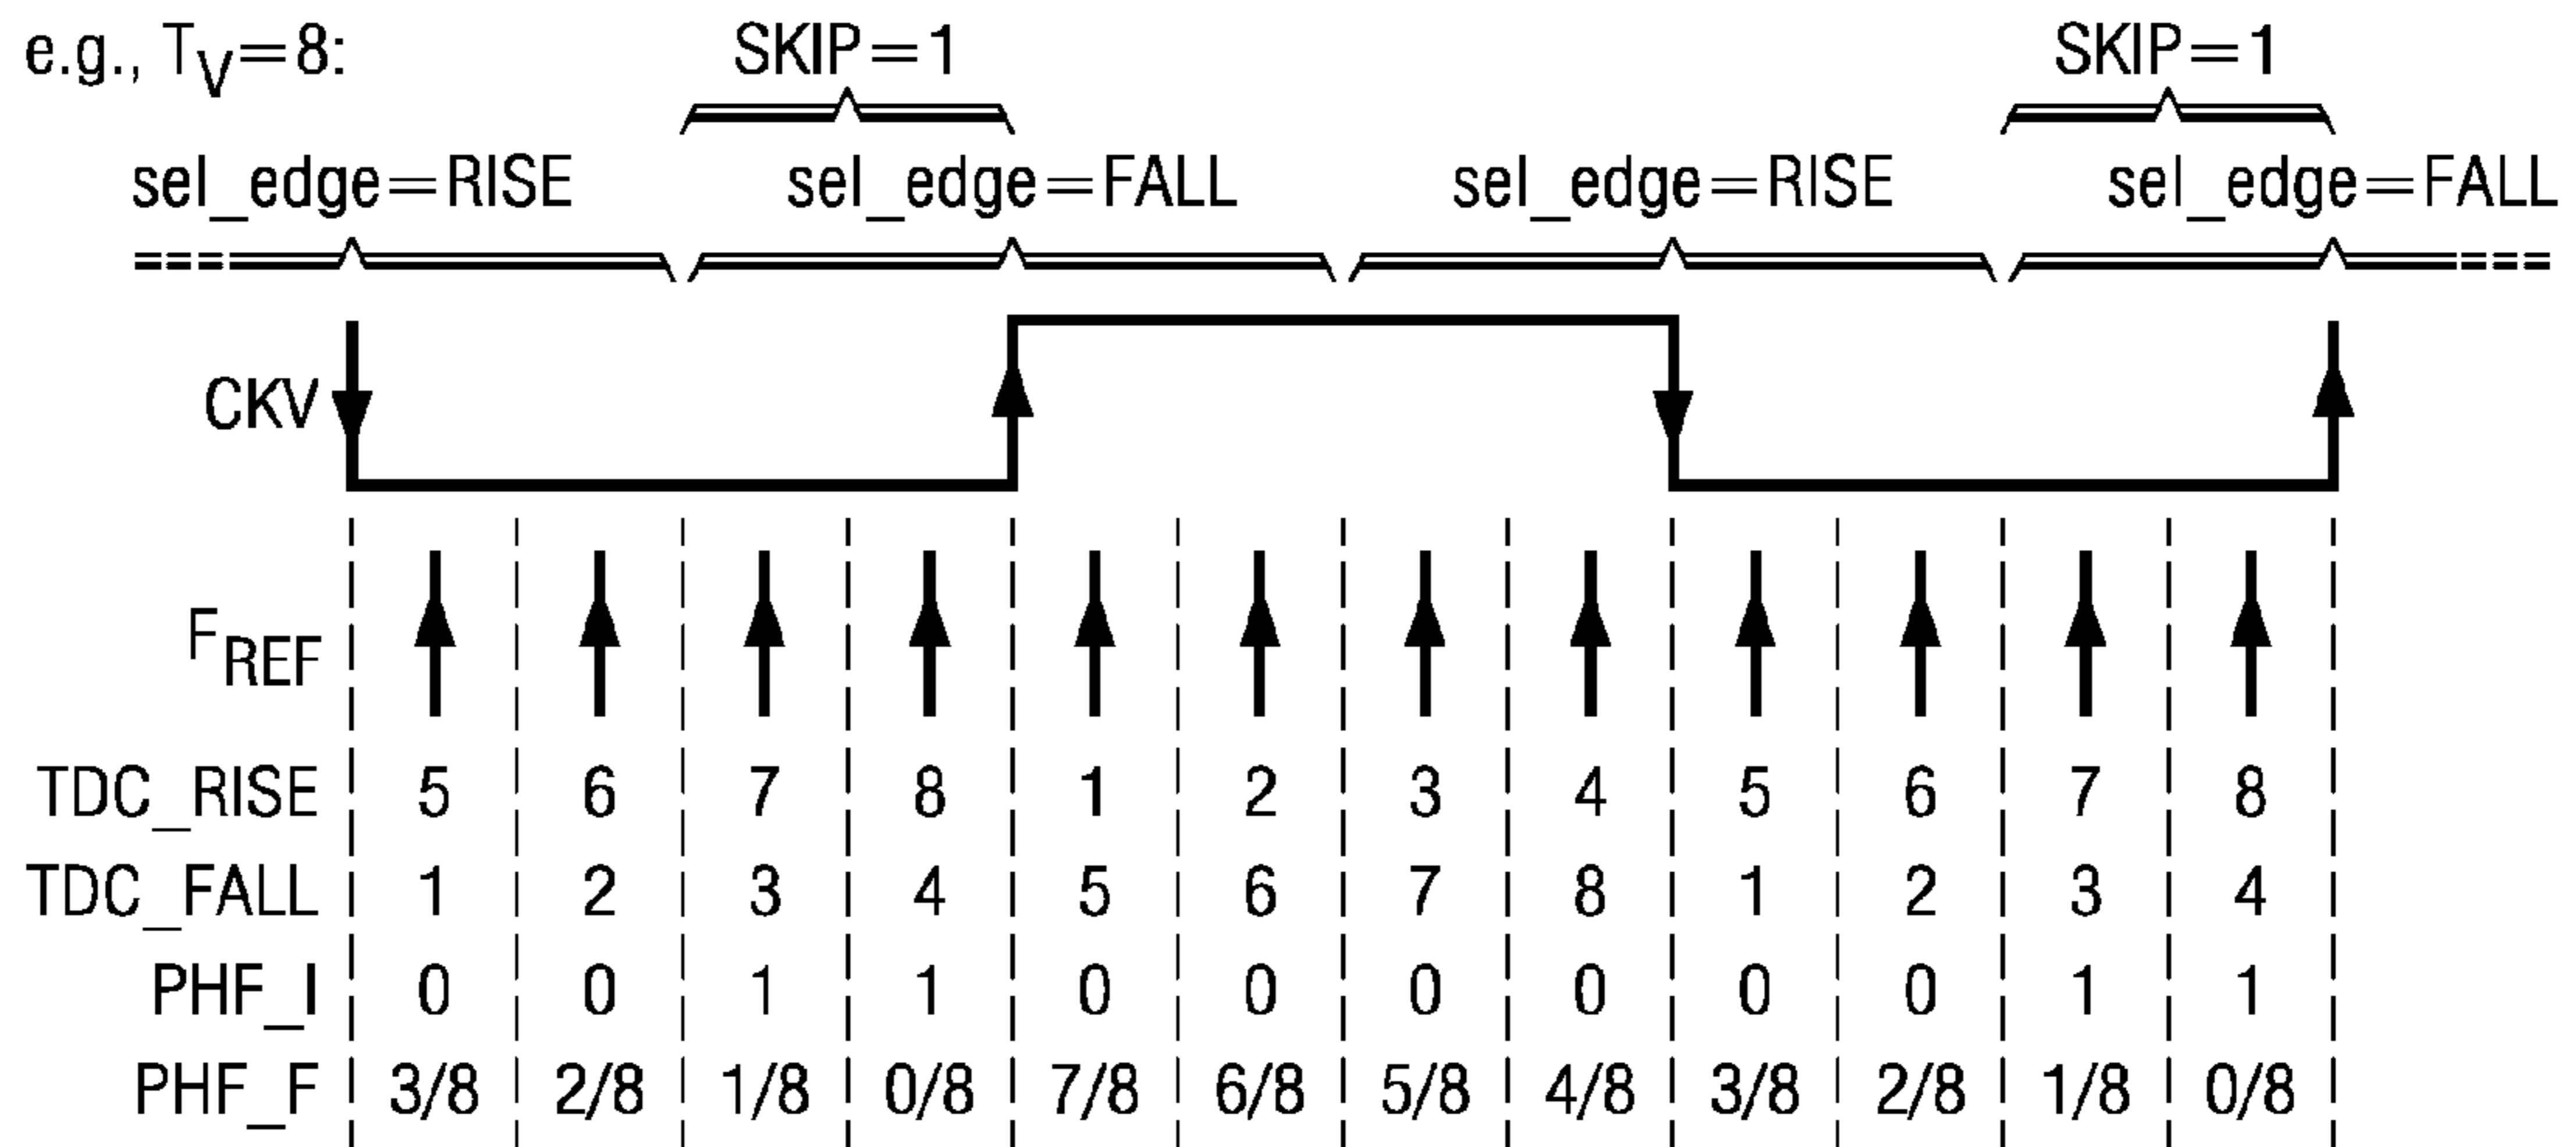 e.g., TV=8: SKIP=1 SKIP=1
sel_edge=RISE sel_edge=FALL sel_edge=RISE sel_edge=FALL
CKV
FREF
TDC_RISE 5 6 7 8 1 2 3 4 5 6 7 8
TDC_FALL 1 2 3 4 5 6 7 8 1 2 3 4
PHF_I 0 0 1 1 0 0 0 0 0 0 1 1
PHF_F 3/8 2/8 1/8 0/8 7/8 6/8 5/8 4/8 3/8 2/8 1/8 0/8